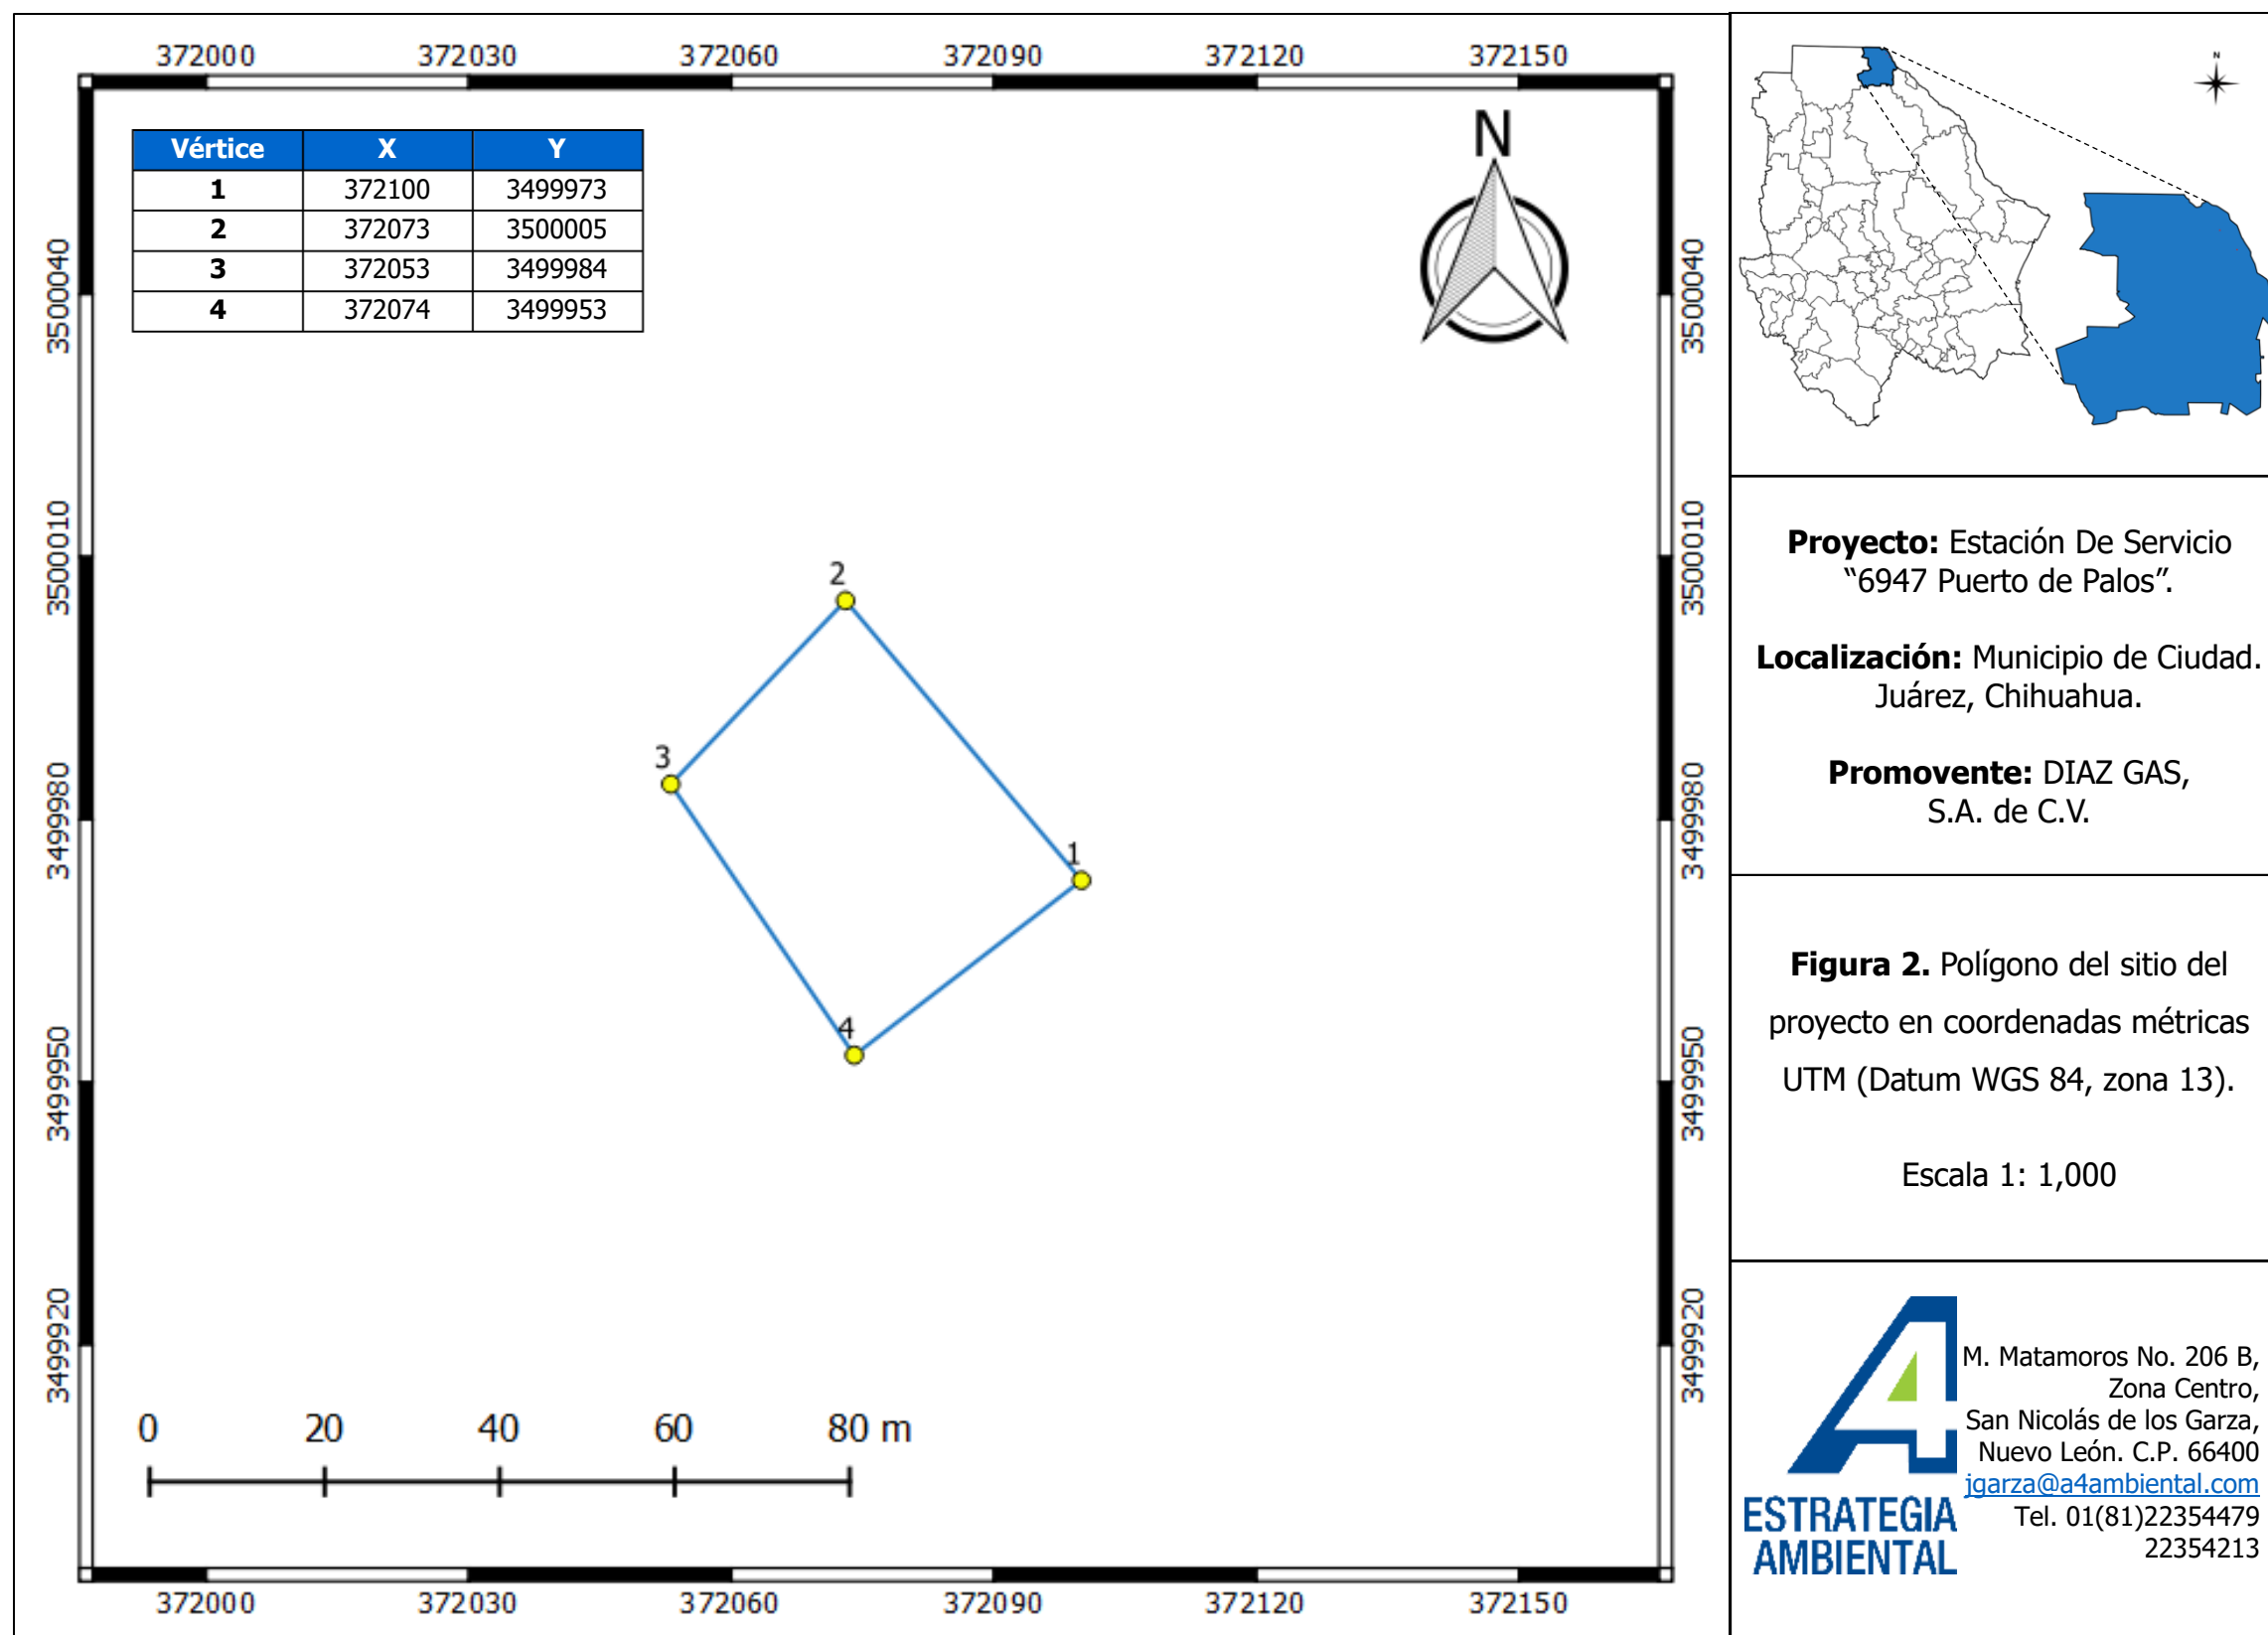 372000 372030 372060 372090 372120 372150
Vértice X Y
1 372100 3499973
2 372073 3500005
3 372053 3499984
4 372074 3499953
N
3500040
3500010
3499980
3499950
3499920
3500040
3500010
3499980
3499950
3499920
2
3
1
4
0 20 40 60 80 m
372000 372030 372060 372090 372120 372150
N
Proyecto: Estación De Servicio
“6947 Puerto de Palos”.
Localización: Municipio de Ciudad.
Juárez, Chihuahua.
Promovente: DIAZ GAS,
S.A. de C.V.
Figura 2. Polígono del sitio del
proyecto en coordenadas métricas
UTM (Datum WGS 84, zona 13).
Escala 1: 1,000
A4
ESTRATEGIA
AMBIENTAL
M. Matamoros No. 206 B,
Zona Centro,
San Nicolás de los Garza,
Nuevo León. C.P. 66400
jgarza@a4ambiental.com
Tel. 01(81)22354479
22354213